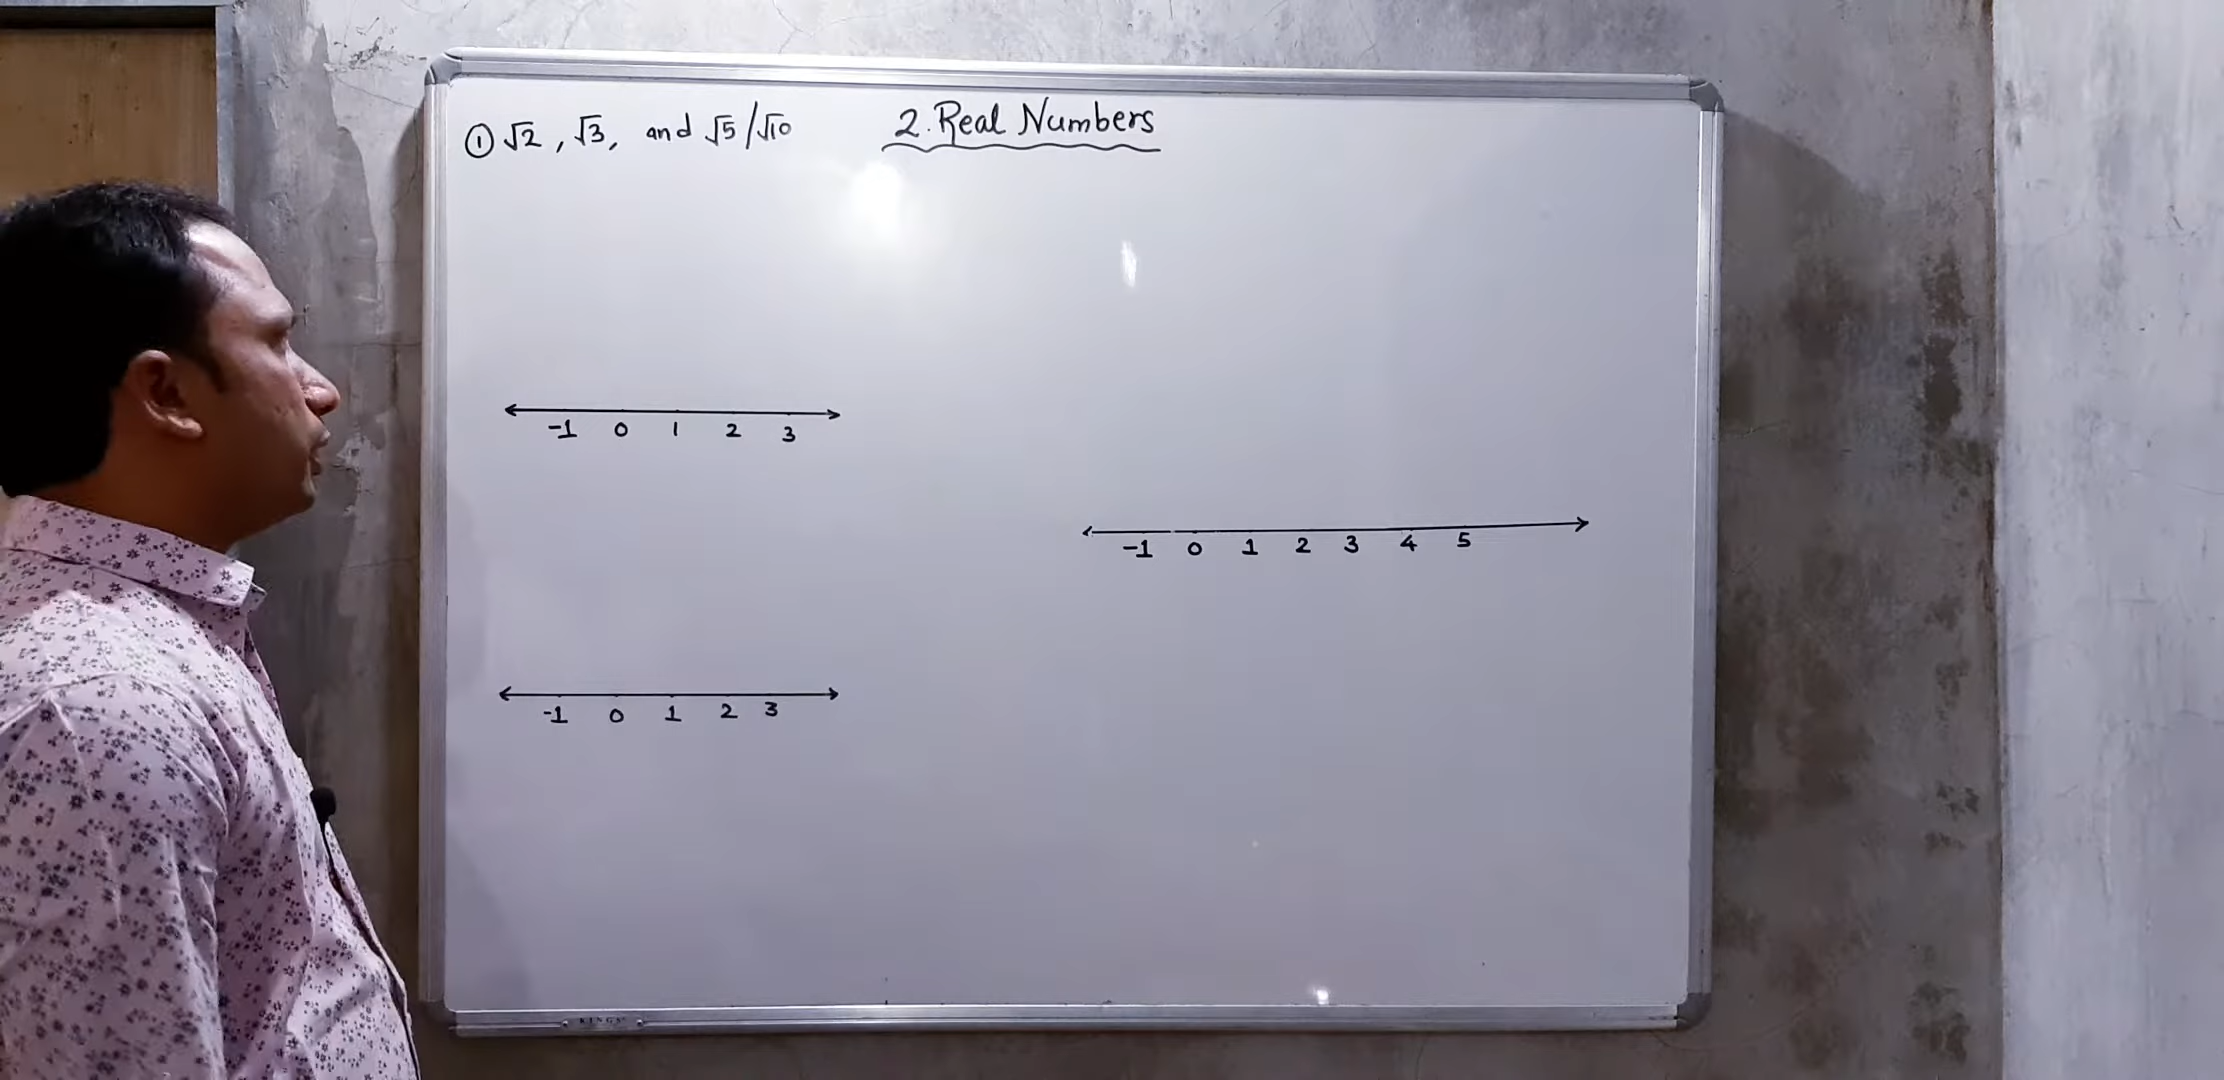 ① √2 , √3, and √5/√10
2. Real Numbers
-1 0 1 2 3
-1 0 1 2 3 4 5
-1 0 1 2 3
KINGS